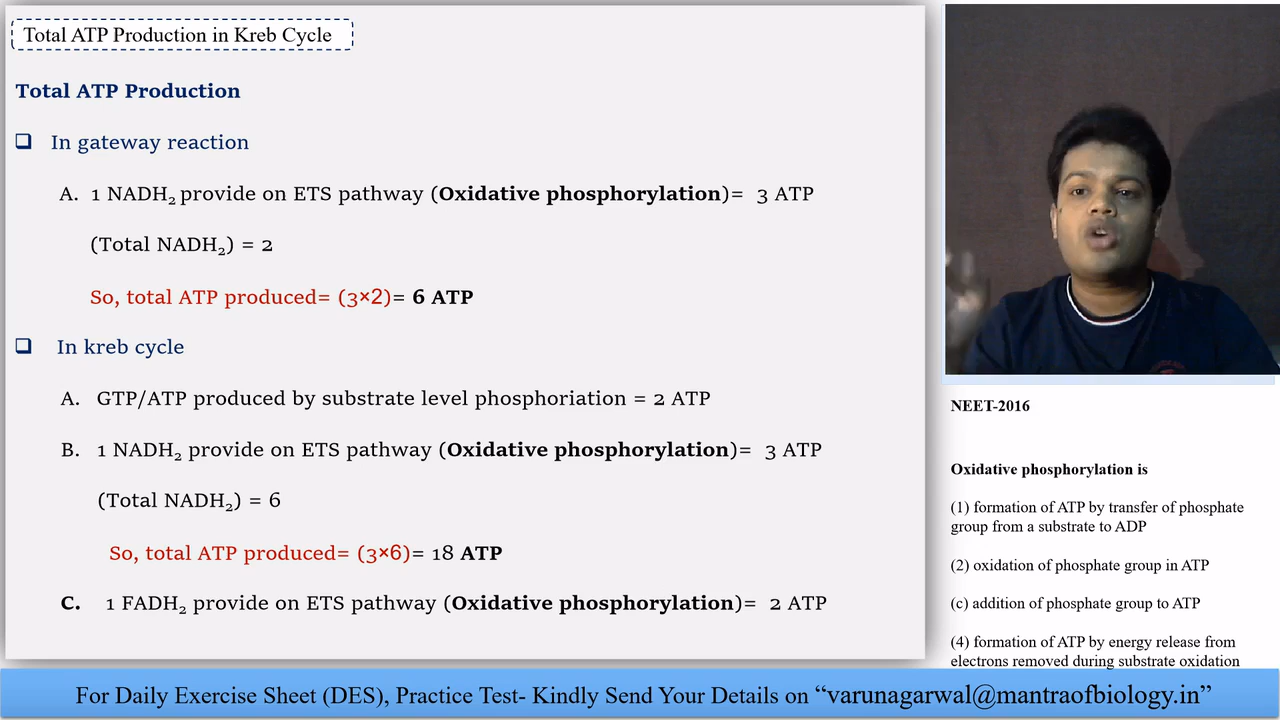 Total ATP Production in Kreb Cycle
Total ATP Production
❑ In gateway reaction
A. 1 NADH₂ provide on ETS pathway (Oxidative phosphorylation)= 3 ATP
(Total NADH₂) = 2
So, total ATP produced= (3×2)= 6 ATP
❑ In kreb cycle
A. GTP/ATP produced by substrate level phosphoriation = 2 ATP
B. 1 NADH₂ provide on ETS pathway (Oxidative phosphorylation)= 3 ATP
(Total NADH₂) = 6
So, total ATP produced= (3×6)= 18 ATP
C. 1 FADH₂ provide on ETS pathway (Oxidative phosphorylation)= 2 ATP
NEET-2016
Oxidative phosphorylation is
(1) formation of ATP by transfer of phosphate
group from a substrate to ADP
(2) oxidation of phosphate group in ATP
(c) addition of phosphate group to ATP
(4) formation of ATP by energy release from
electrons removed during substrate oxidation
For Daily Exercise Sheet (DES), Practice Test- Kindly Send Your Details on “varunagarwal@mantraofbiology.in”